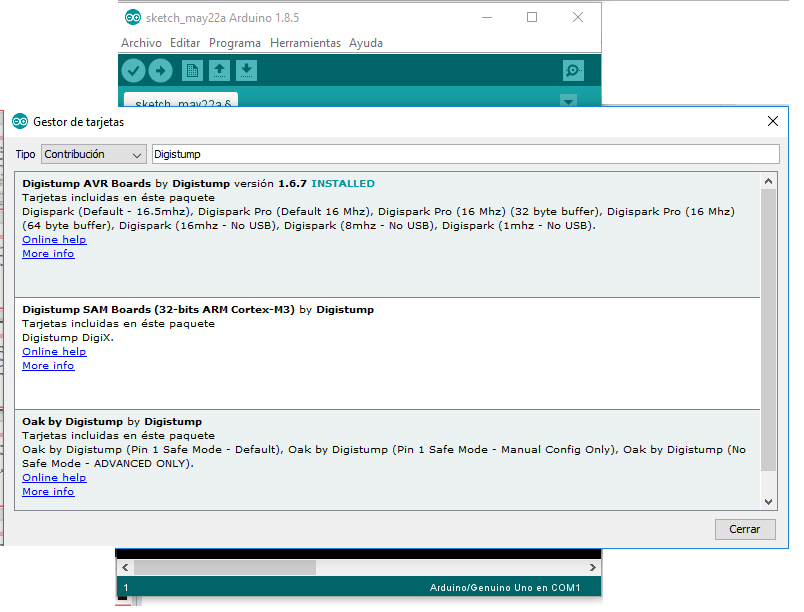 sketch_may22a Arduino 1.8.5
Archivo Editar Programa Herramientas Ayuda
sketch_may22a §
Gestor de tarjetas
Tipo Contribución Digistump
Digistump AVR Boards by Digistump versión 1.6.7 INSTALLED
Tarjetas incluidas en éste paquete
Digispark (Default - 16.5mhz), Digispark Pro (Default 16 Mhz), Digispark Pro (16 Mhz) (32 byte buffer), Digispark Pro (16 Mhz)
(64 byte buffer), Digispark (16mhz - No USB), Digispark (8mhz - No USB), Digispark (1mhz - No USB).
Online help
More info
Digistump SAM Boards (32-bits ARM Cortex-M3) by Digistump
Tarjetas incluidas en éste paquete
Digistump DigiX.
Online help
More info
Oak by Digistump by Digistump
Tarjetas incluidas en éste paquete
Oak by Digistump (Pin 1 Safe Mode - Default), Oak by Digistump (Pin 1 Safe Mode - Manual Config Only), Oak by Digistump (No
Safe Mode - ADVANCED ONLY).
Online help
More info
Cerrar
1 Arduino/Genuino Uno en COM1